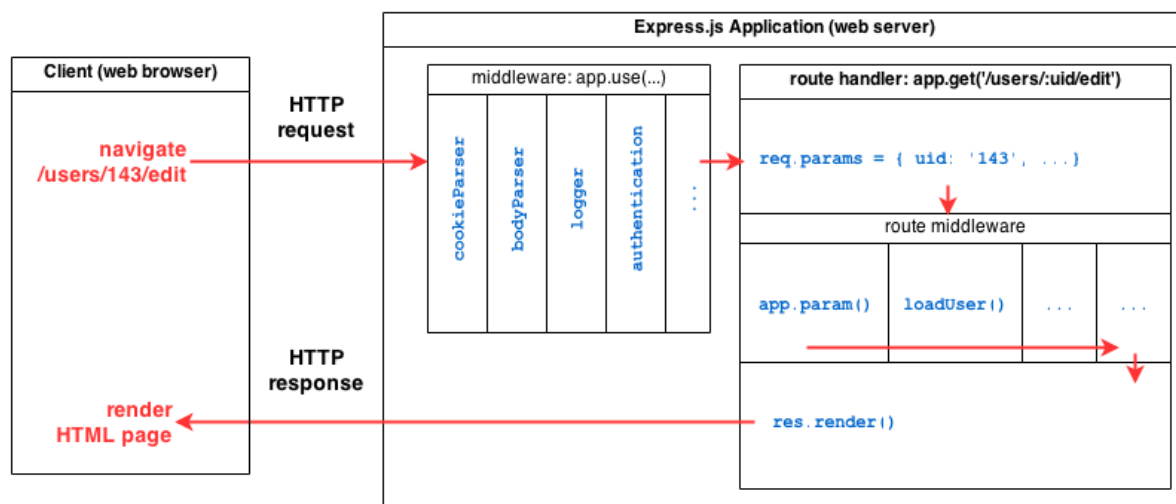 Express.js Application (web server)
Client (web browser)
HTTP
request
navigate
/users/143/edit
middleware: app.use(...)
cookieParser
bodyParser
logger
authentication
...
route handler: app.get('/users/:uid/edit')
req.params = { uid: '143', ...}
route middleware
app.param()
loadUser()
...
...
res.render()
HTTP
response
render
HTML page